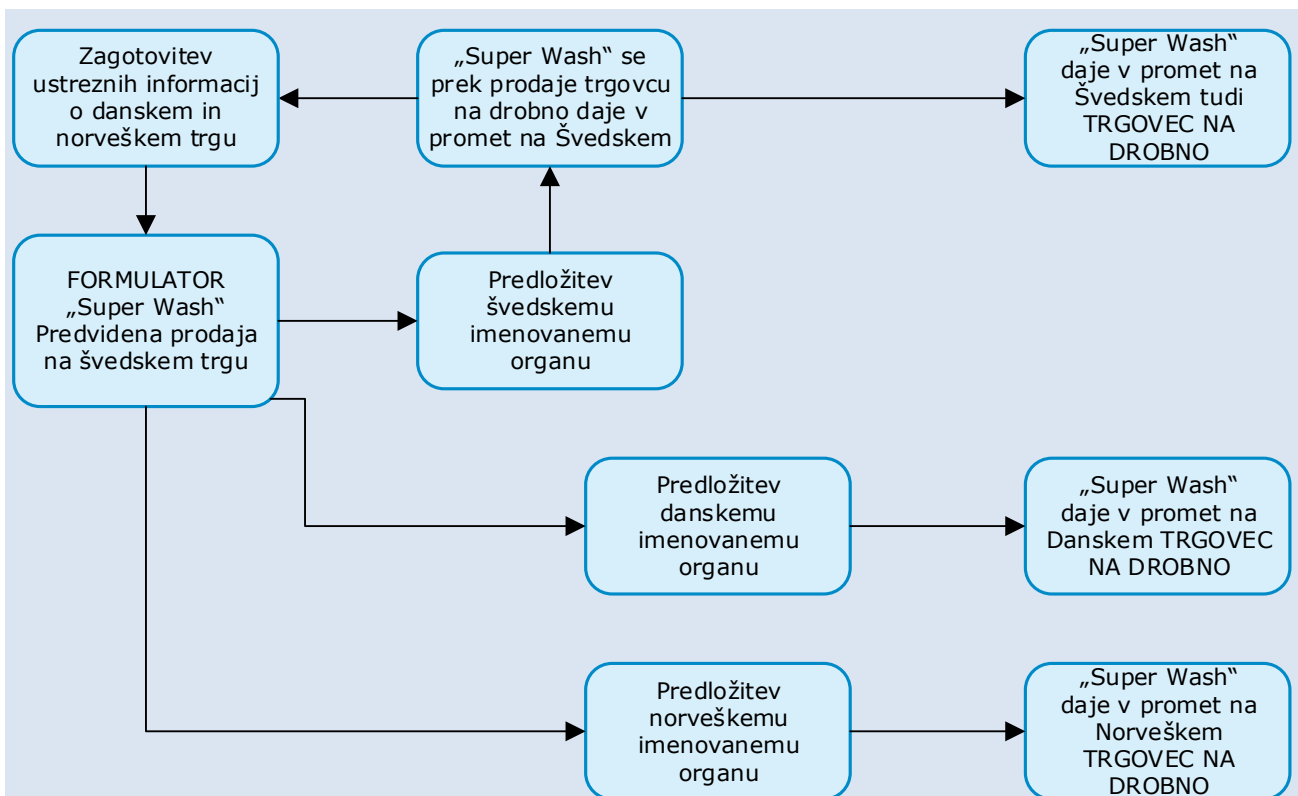 Zagotovitev
ustreznih informacij
o danskem in
norveškem trgu
„Super Wash“ se
prek prodaje trgovcu
na drobno daje v
promet na Švedskem
„Super Wash“
daje v promet na
Švedskem tudi
TRGOVEC NA
DROBNO
FORMULATOR
„Super Wash“
Predvidena prodaja
na švedskem trgu
Predložitev
švedskemu
imenovanemu
organu
Predložitev
danskemu
imenovanemu
organu
„Super Wash“
daje v promet na
Danskem TRGOVEC
NA DROBNO
Predložitev
norveškemu
imenovanemu
organu
„Super Wash“
daje v promet na
Norveškem
TRGOVEC NA
DROBNO